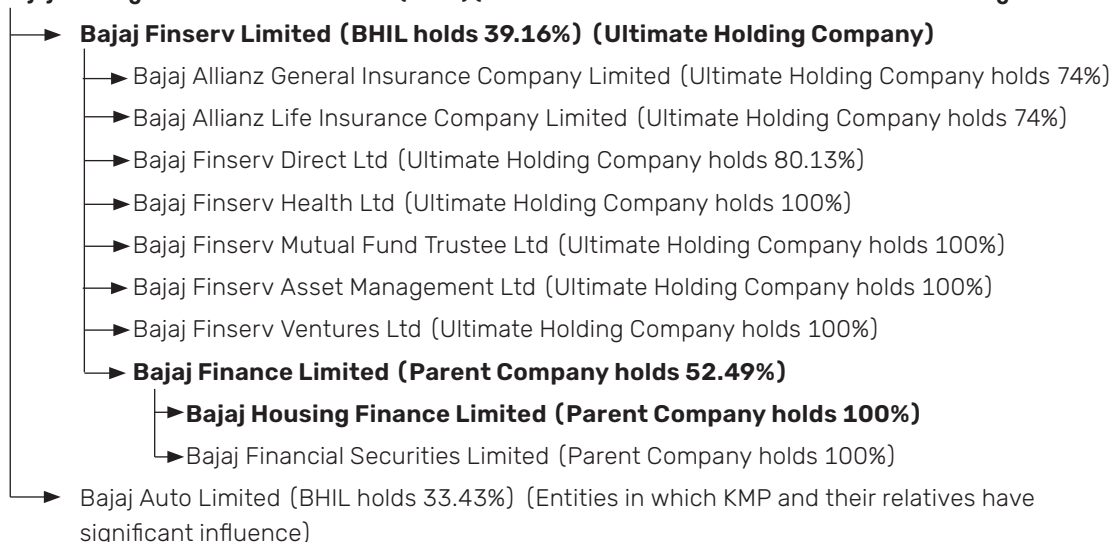 Bajaj Finserv Limited (BHIL holds 39.16%) (Ultimate Holding Company)
Bajaj Allianz General Insurance Company Limited (Ultimate Holding Company holds 74%)
Bajaj Allianz Life Insurance Company Limited (Ultimate Holding Company holds 74%)
Bajaj Finserv Direct Ltd (Ultimate Holding Company holds 80.13%)
Bajaj Finserv Health Ltd (Ultimate Holding Company holds 100%)
Bajaj Finserv Mutual Fund Trustee Ltd (Ultimate Holding Company holds 100%)
Bajaj Finserv Asset Management Ltd (Ultimate Holding Company holds 100%)
Bajaj Finserv Ventures Ltd (Ultimate Holding Company holds 100%)
Bajaj Finance Limited (Parent Company holds 52.49%)
Bajaj Housing Finance Limited (Parent Company holds 100%)
Bajaj Financial Securities Limited (Parent Company holds 100%)
Bajaj Auto Limited (BHIL holds 33.43%) (Entities in which KMP and their relatives have
significant influence)